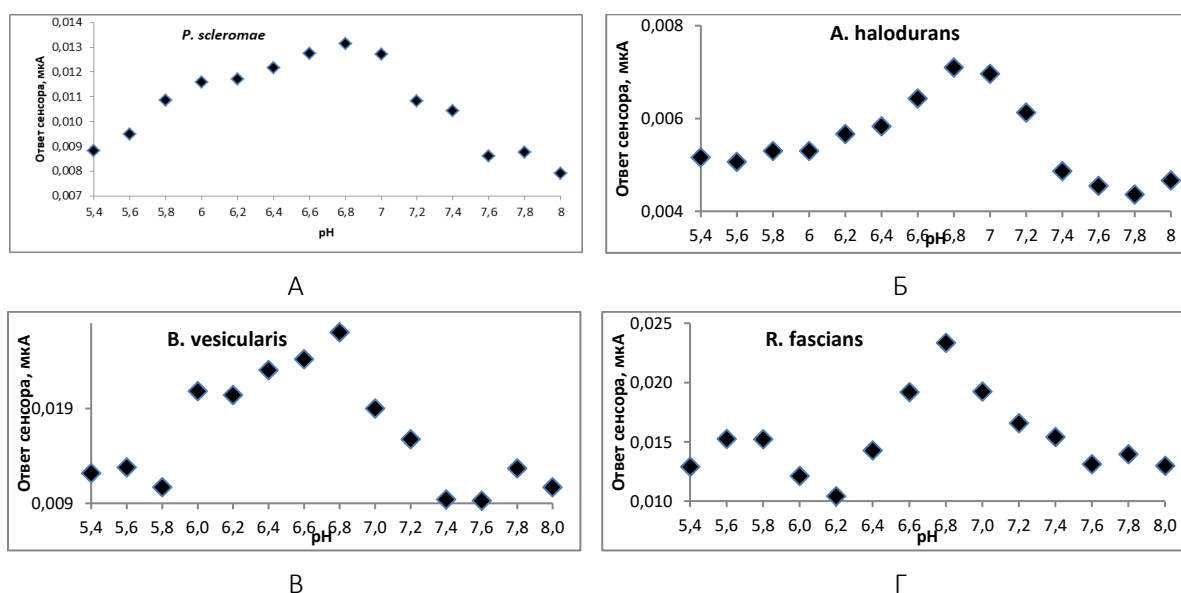 P. scleromae
Ответ сенсора, мкА
0,014
0,013
0,012
0,011
0,010
0,009
0,008
0,007
5,4 5,6 5,8 6 6,2 6,4 6,6 6,8 7 7,2 7,4 7,6 7,8 8
pH
А
A. halodurans
Ответ сенсора, мкА
0,008
0,006
0,004
5,4 5,6 5,8 6 6,2 6,4 6,6 6,8 7 7,2 7,4 7,6 7,8 8
pH
Б
B. vesicularis
Ответ сенсора, мкА
0,019
0,009
5,4 5,6 5,8 6,0 6,2 6,4 6,6 6,8 7,0 7,2 7,4 7,6 7,8 8,0
pH
В
R. fascians
Ответ сенсора, мкА
0,025
0,020
0,015
0,010
5,4 5,6 5,8 6,0 6,2 6,4 6,6 6,8 7,0 7,2 7,4 7,6 7,8 8,0
pH
Г